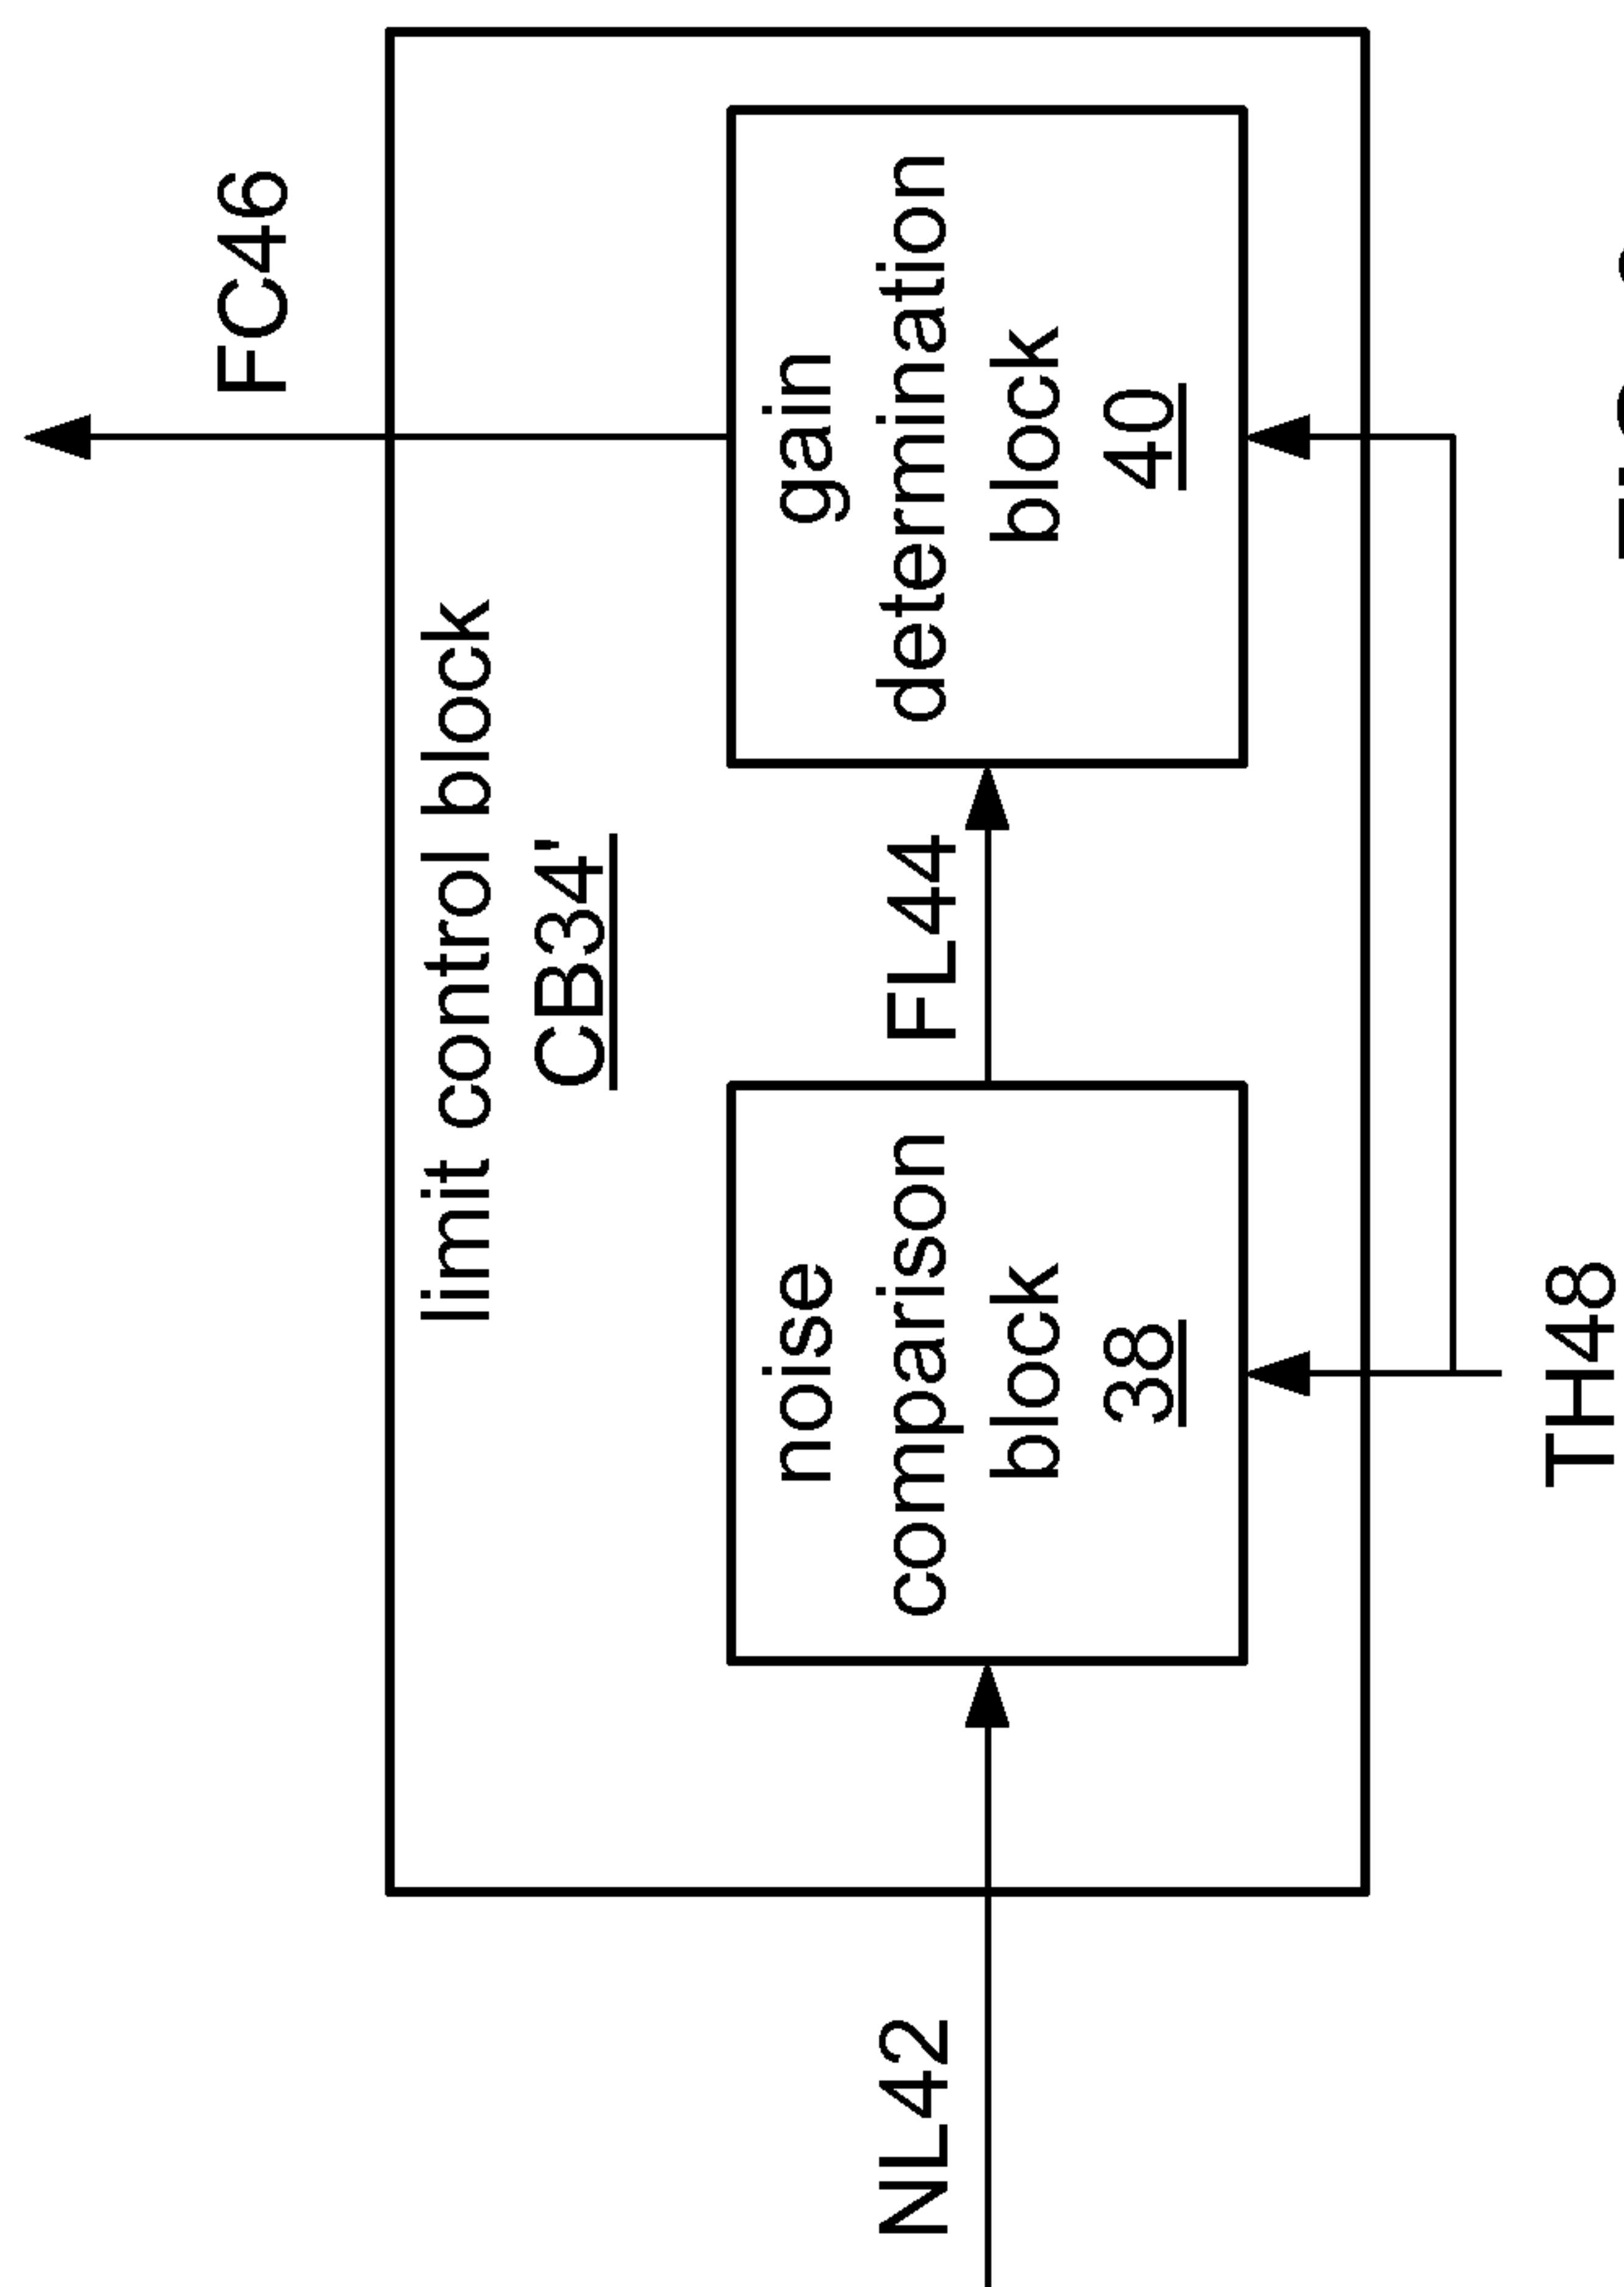 FC46
limit control block
CB34'
noise
comparison
block
38
FL44
gain
determination
block
40
NL42
TH48